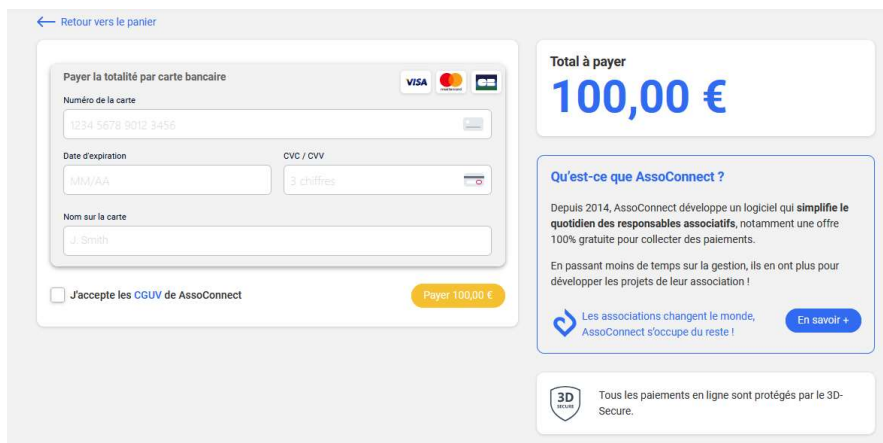 Retour vers le panier
Payer la totalité par carte bancaire
VISA
mastercard
CB
Numéro de la carte
1234 5678 9012 3456
Date d'expiration
CVC / CVV
MM/AA
3 chiffres
Nom sur la carte
J. Smith
J'accepte les CGUV de AssoConnect
Payer 100,00 €
Total à payer
100,00 €
Qu'est-ce que AssoConnect ?
Depuis 2014, AssoConnect développe un logiciel qui simplifie le
quotidien des responsables associatifs, notamment une offre
100% gratuite pour collecter des paiements.
En passant moins de temps sur la gestion, ils en ont plus pour
développer les projets de leur association !
Les associations changent le monde,
AssoConnect s'occupe du reste !
En savoir +
3D
SECURE
Tous les paiements en ligne sont protégés par le 3D-
Secure.